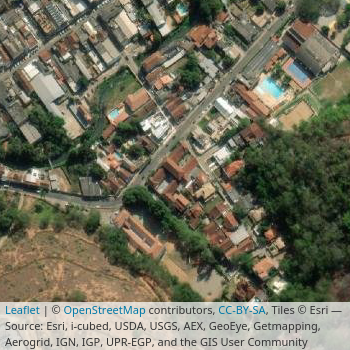 Leaflet | © OpenStreetMap contributors, CC-BY-SA, Tiles © Esri —
Source: Esri, i-cubed, USDA, USGS, AEX, GeoEye, Getmapping,
Aerogrid, IGN, IGP, UPR-EGP, and the GIS User Community